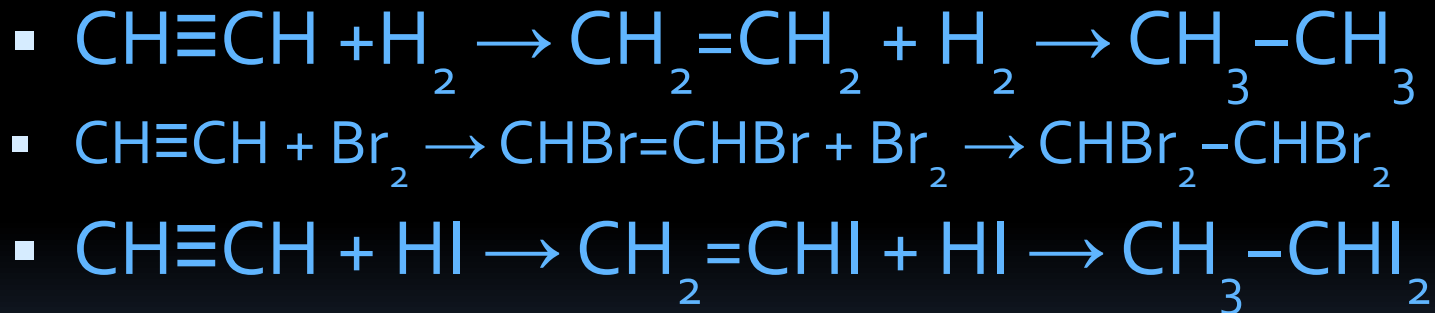 ▪ CH≡CH +H₂ → CH₂=CH₂ + H₂ → CH₃–CH₃
▪ CH≡CH + Br₂ → CHBr=CHBr + Br₂ → CHBr₂–CHBr₂
▪ CH≡CH + HI → CH₂=CHI + HI → CH₃–CHI₂